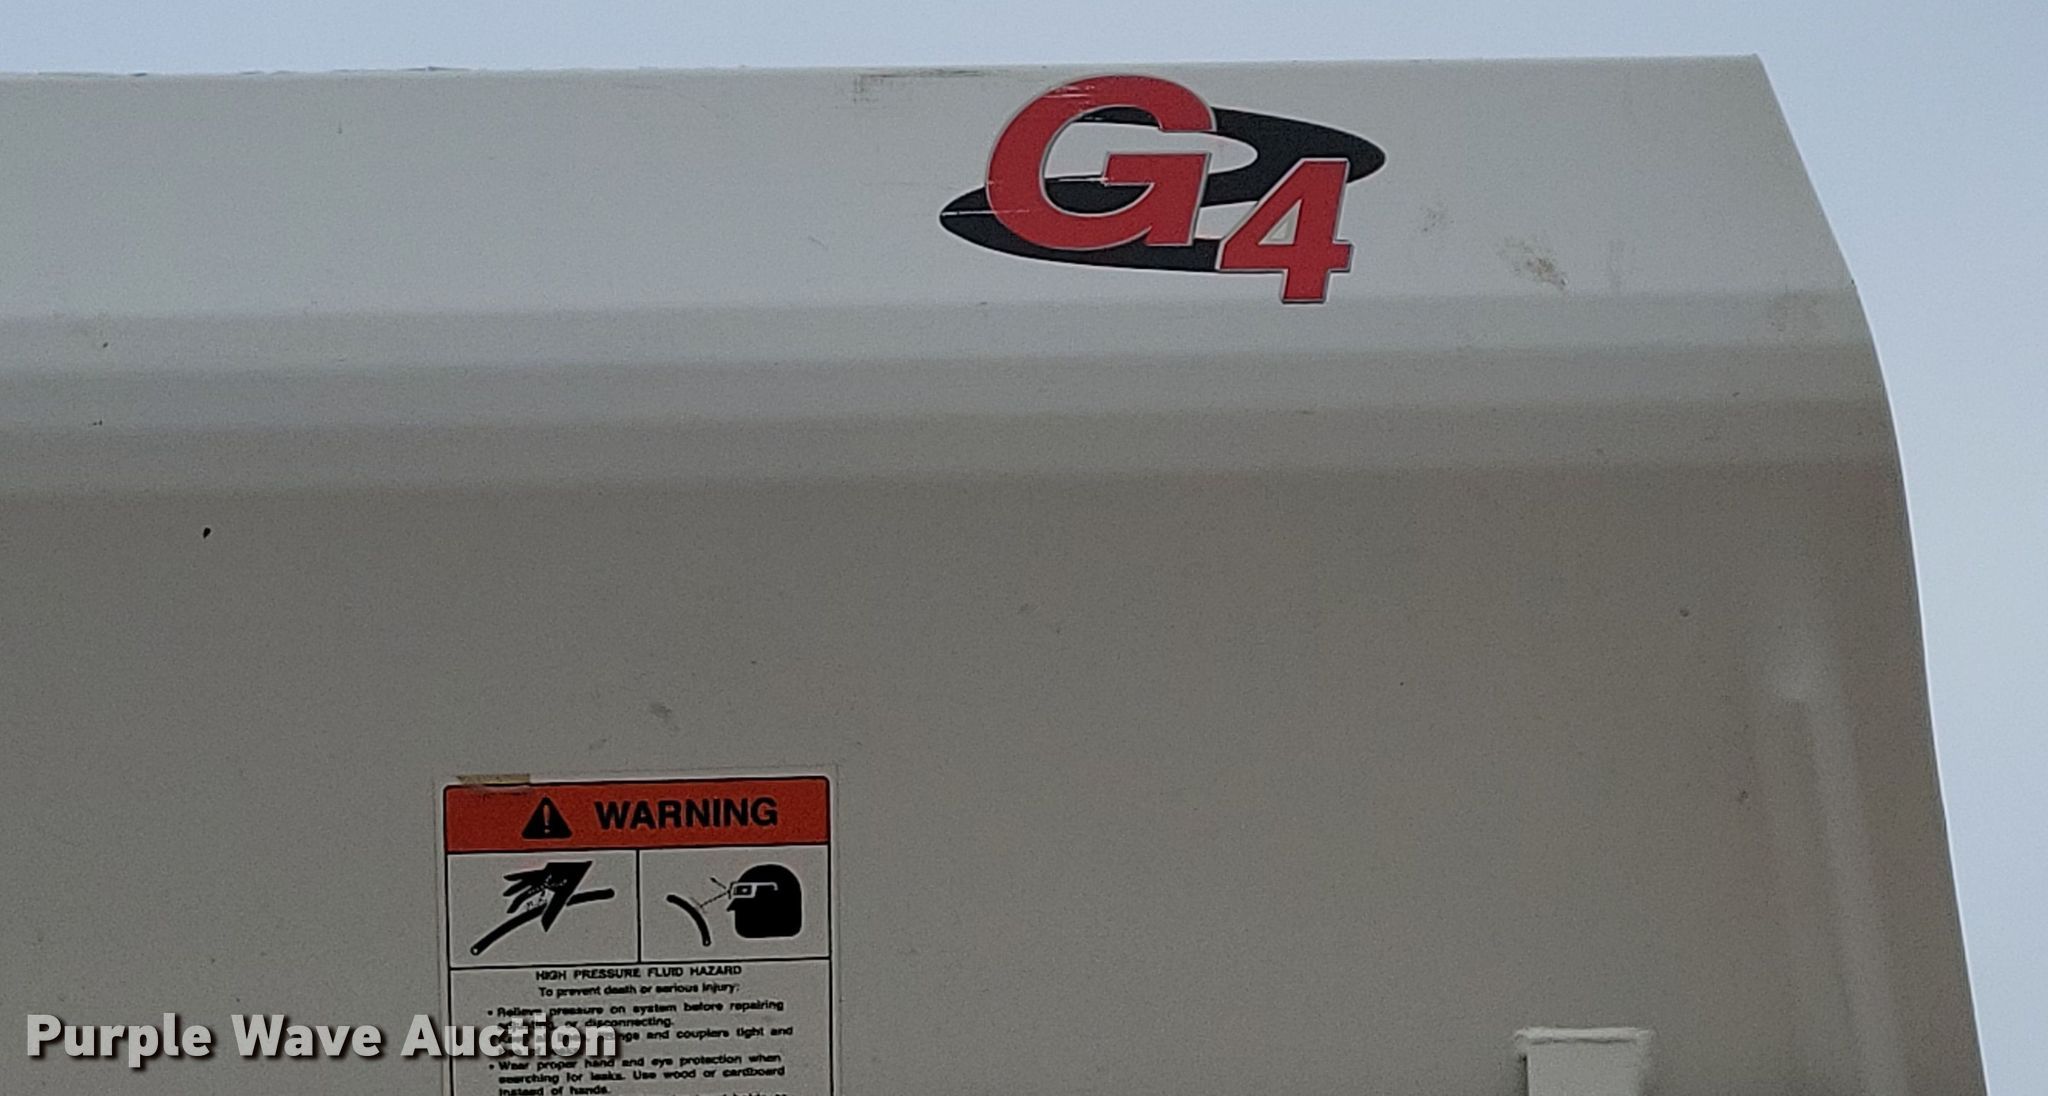 G4
WARNING
HIGH PRESSURE FLUID HAZARD
To prevent death or serious injury:
• Relieve pressure on system before repairing
or disconnecting.
and couplers tight and
• Wear proper hand and eye protection when
searching for leaks. Use wood or cardboard
instead of hands.
Purple Wave Auction